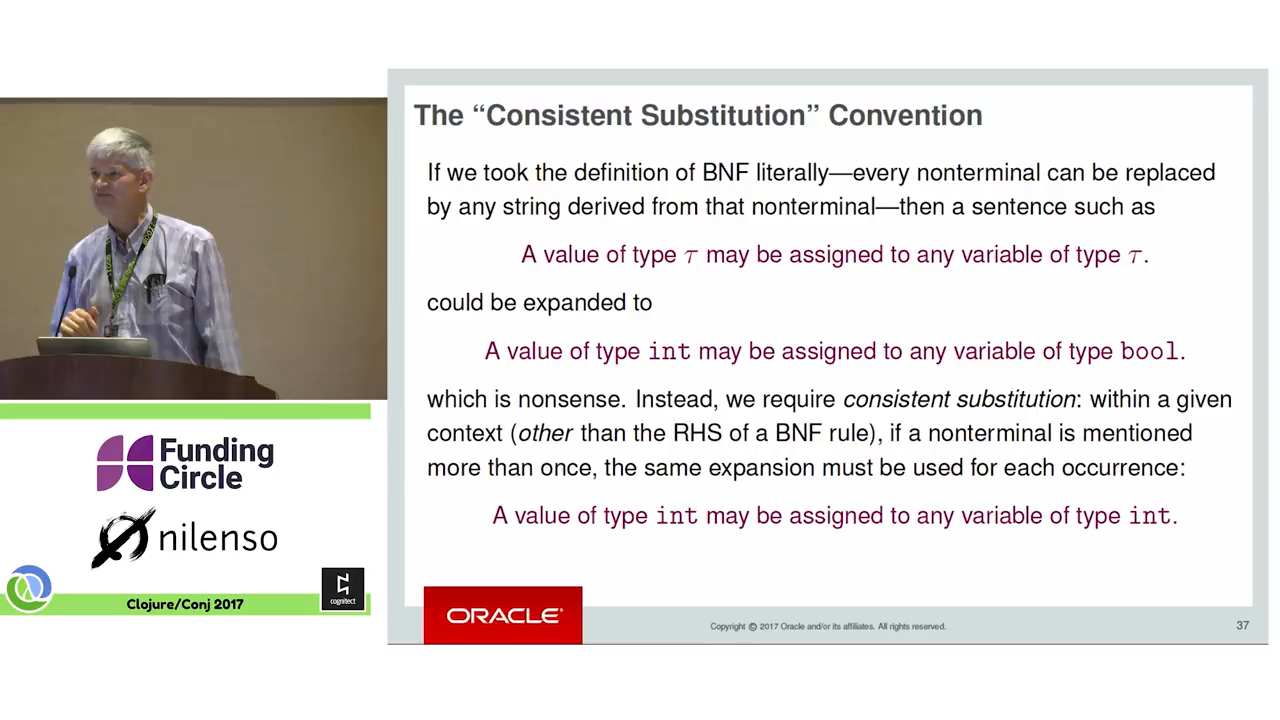 The “Consistent Substitution” Convention
If we took the definition of BNF literally—every nonterminal can be replaced
by any string derived from that nonterminal—then a sentence such as
A value of type τ may be assigned to any variable of type τ.
could be expanded to
A value of type int may be assigned to any variable of type bool.
which is nonsense. Instead, we require consistent substitution: within a given
context (other than the RHS of a BNF rule), if a nonterminal is mentioned
more than once, the same expansion must be used for each occurrence:
A value of type int may be assigned to any variable of type int.
Funding
Circle
nilenso
Clojure/Conj 2017
cognitect
ORACLE
Copyright © 2017 Oracle and/or its affiliates. All rights reserved.
37